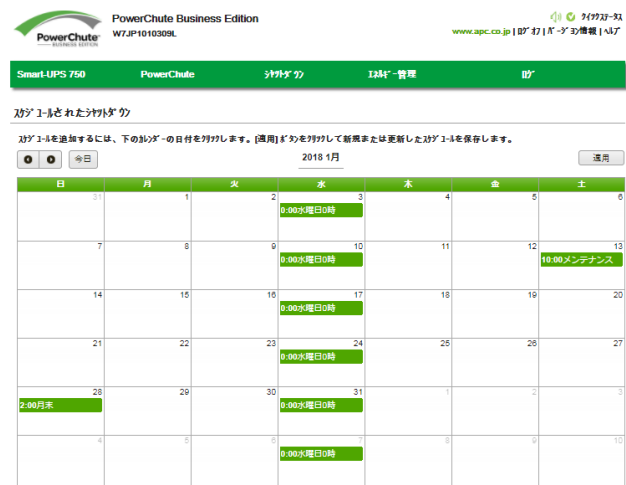 PowerChute
BUSINESS EDITION
PowerChute Business Edition
W7JP1010309L
クイックステータス
www.apc.co.jp | ログオフ | バージョン情報 | ヘルプ
Smart-UPS 750 PowerChute シャットダウン エネルギー管理 ログ
スケジュールされたシャットダウン
スケジュールを追加するには、下のカレンダーの日付をクリックします。[適用]ボタンをクリックして新規または更新したスケジュールを保存します。
今日 2018 1月 適用
日 月 火 水 木 金 土
31 1 2 3 4 5 6
0:00水曜日0時
7 8 9 10 11 12 13
0:00水曜日0時 10:00メンテナンス
14 15 16 17 18 19 20
0:00水曜日0時
21 22 23 24 25 26 27
0:00水曜日0時
28 29 30 31 1 2 3
2:00月末 0:00水曜日0時
4 5 6 7 8 9 10
0:00水曜日0時